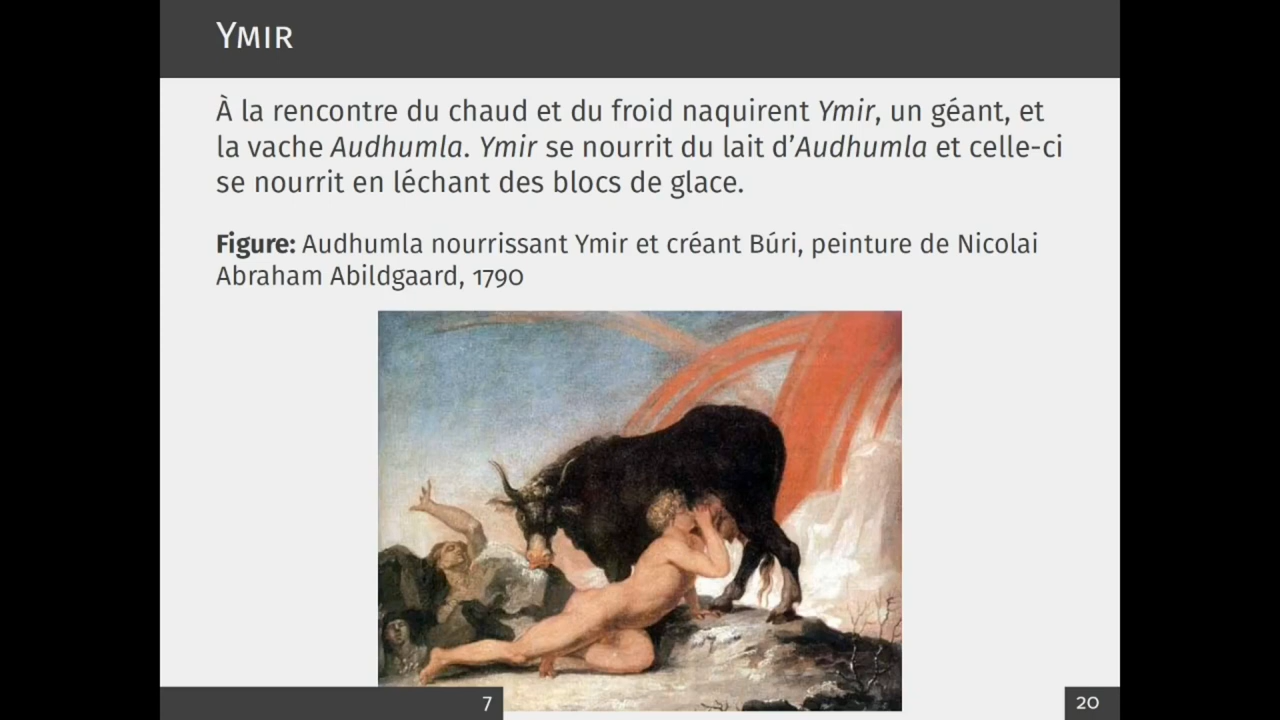 Ymir
À la rencontre du chaud et du froid naquirent Ymir, un géant, et
la vache Audhumla. Ymir se nourrit du lait d’Audhumla et celle-ci
se nourrit en léchant des blocs de glace.
Figure: Audhumla nourrissant Ymir et créant Búri, peinture de Nicolai
Abraham Abildgaard, 1790
7
20